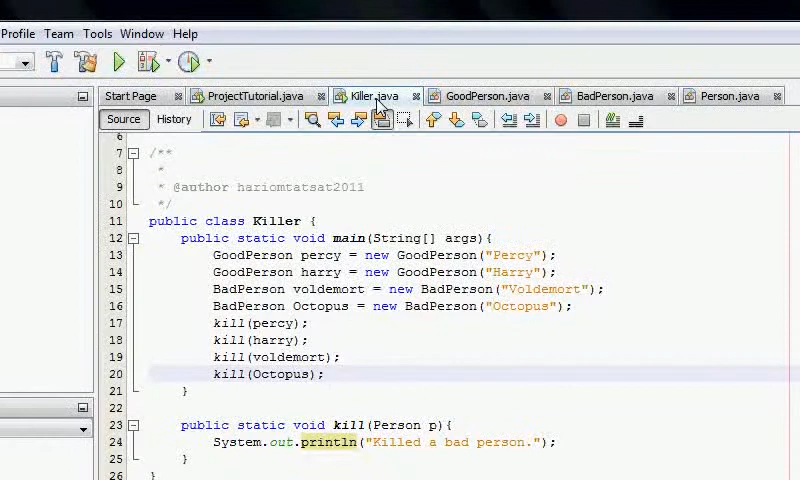 Profile Team Tools Window Help
Start Page ProjectTutorial.java Killer.java GoodPerson.java BadPerson.java Person.java
Source History
6
7 /**
8 *
9 * @author hariomtatsat2011
10 */
11 public class Killer {
12 public static void main(String[] args){
13 GoodPerson percy = new GoodPerson("Percy");
14 GoodPerson harry = new GoodPerson("Harry");
15 BadPerson voldemort = new BadPerson("Voldemort");
16 BadPerson Octopus = new BadPerson("Octopus");
17 kill(percy);
18 kill(harry);
19 kill(voldemort);
20 kill(Octopus);
21 }
22
23 public static void kill(Person p){
24 System.out.println("Killed a bad person.");
25 }
26 }